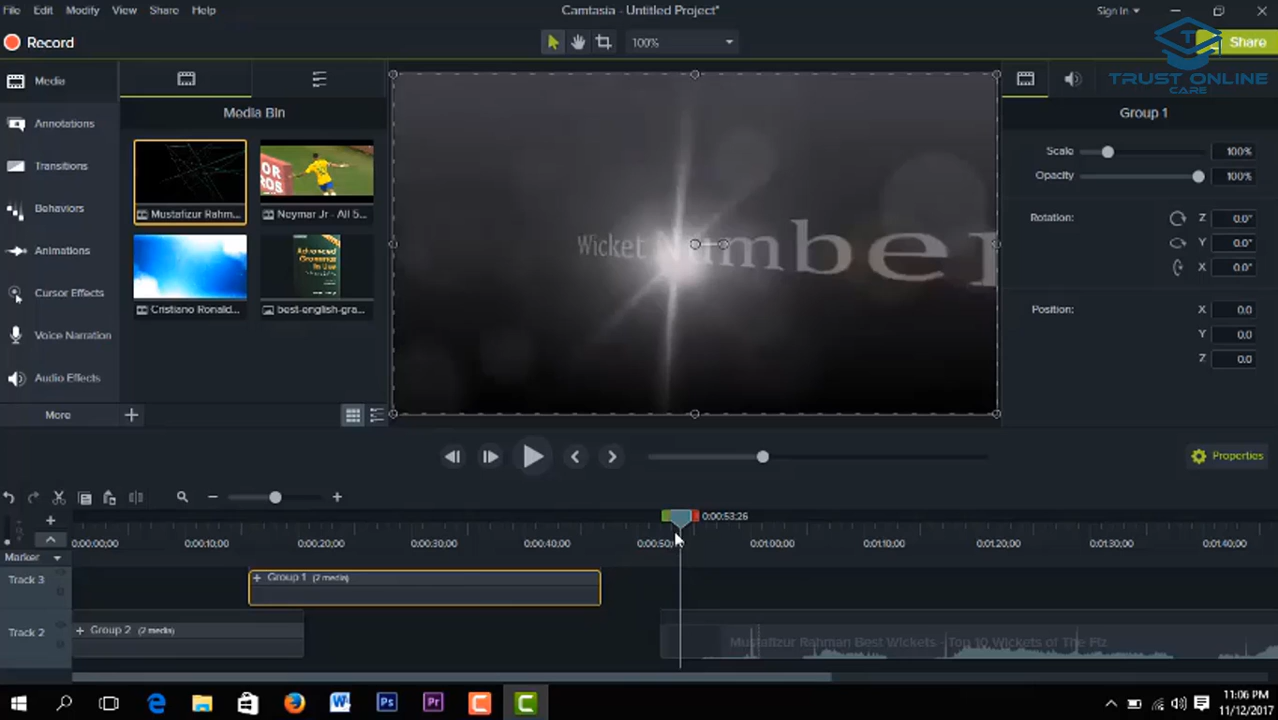 File Edit Modify View Share Help
Camtasia - Untitled Project*
Sign In
Record
100%
Share
TRUST ONLINE
CARE
Media
Annotations
Transitions
Behaviors
Animations
Cursor Effects
Voice Narration
Audio Effects
More
Media Bin
Mustafizur Rahm...
Neymar Jr - All 5...
Cristiano Ronald...
best-english-gra...
Advanced
Grammar
In Use
Wicket Number
Group 1
Scale 100%
Opacity 100%
Rotation: Z 0.0°
Y 0.0°
X 0.0°
Position: X 0.0
Y 0.0
Z 0.0
Properties
0:00:53:26
0:00:00;00 0:00:10;00 0:00:20;00 0:00:30;00 0:00:40;00 0:00:50 0:01:00;00 0:01:10;00 0:01:20;00 0:01:30;00 0:01:40;00
Marker
Track 3
Group 1 (2 media)
Track 2
Group 2 (2 media)
Mustafizur Rahman Best Wickets - Top 10 Wickets of The Fiz
11:06 PM
11/12/2017